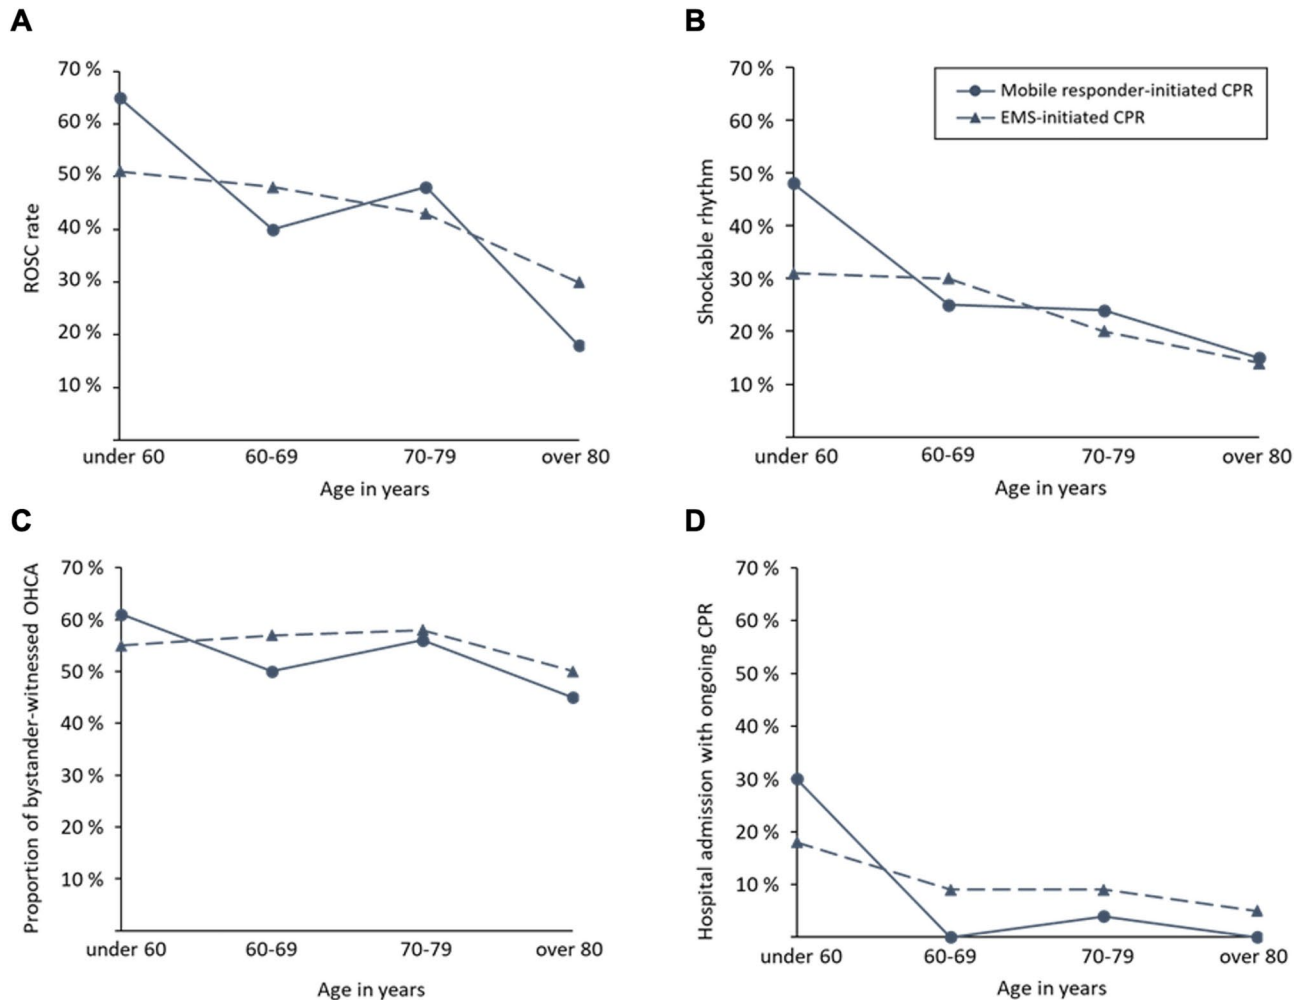 A
70 %
60 %
50 %
40 %
30 %
20 %
10 %
ROSC rate
under 60
60-69
70-79
over 80
Age in years
B
70 %
60 %
50 %
40 %
30 %
20 %
10 %
Shockable rhythm
Mobile responder-initiated CPR
EMS-initiated CPR
under 60
60-69
70-79
over 80
Age in years
C
70 %
60 %
50 %
40 %
30 %
20 %
10 %
Proportion of bystander-witnessed OHCA
under 60
60-69
70-79
over 80
Age in years
D
70 %
60 %
50 %
40 %
30 %
20 %
10 %
Hospital admission with ongoing CPR
under 60
60-69
70-79
over 80
Age in years